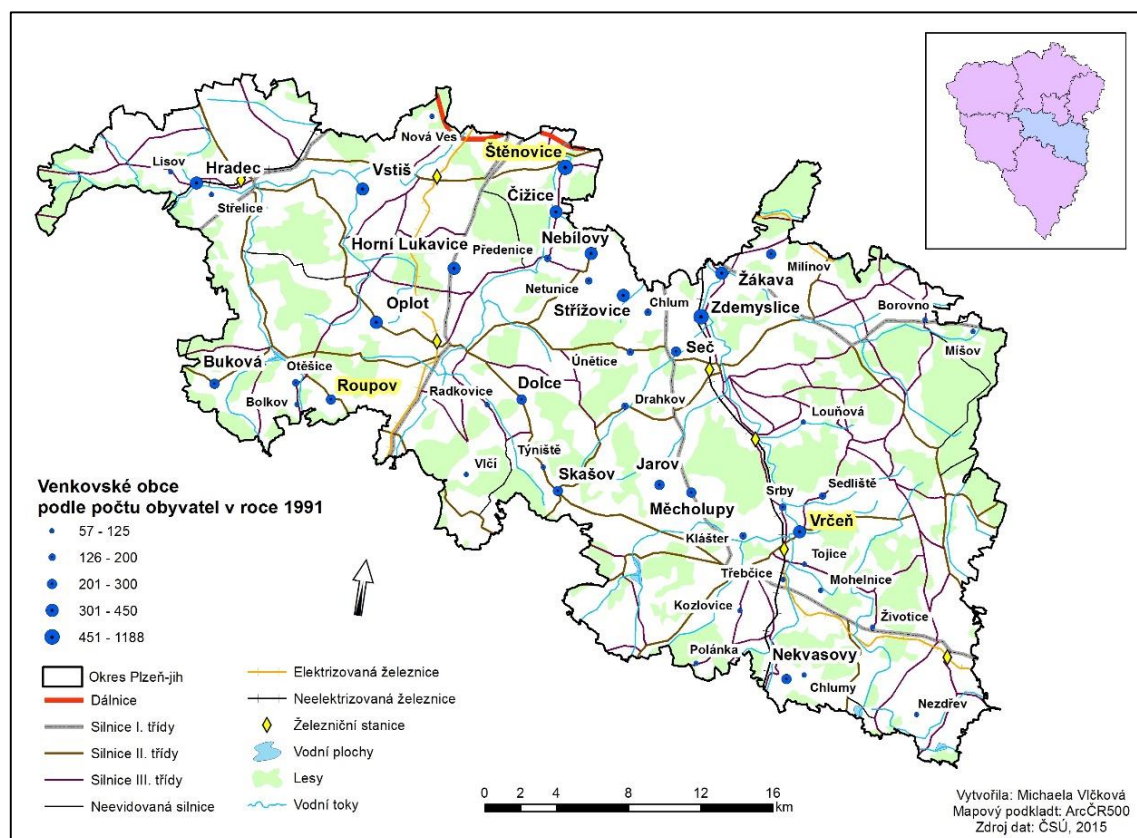 Nová Ves
Štěnovice
Lisov
Hradec
Vstiš
Střelice
Čižice
Horní Lukavice
Předenice
Nebílovy
Netunice
Žákava
Milínov
Střížovice
Chlum
Zdemyslice
Borovno
Míšov
Oplot
Buková
Otěšice
Únětice
Seč
Bolkov
Roupov
Radkovice
Dolce
Drahkov
Louňová
Týniště
Vlčí
Skašov
Jarov
Měcholupy
Srby
Sedliště
Vrčeň
Klášter
Tojice
Třebčice
Mohelnice
Kozlovice
Životice
Polánka
Nekvasovy
Chlumy
Nezdřev
Venkovské obce
podle počtu obyvatel v roce 1991
57 - 125
126 - 200
201 - 300
301 - 450
451 - 1188
Okres Plzeň-jih
Dálnice
Silnice I. třídy
Silnice II. třídy
Silnice III. třídy
Neevidovaná silnice
Elektrizovaná železnice
Neelektrizovaná železnice
Železniční stanice
Vodní plochy
Lesy
Vodní toky
0 2 4 8 12 16
km
Vytvořila: Michaela Vlčková
Mapový podkladt: ArcČR500
Zdroj dat: ČSÚ, 2015